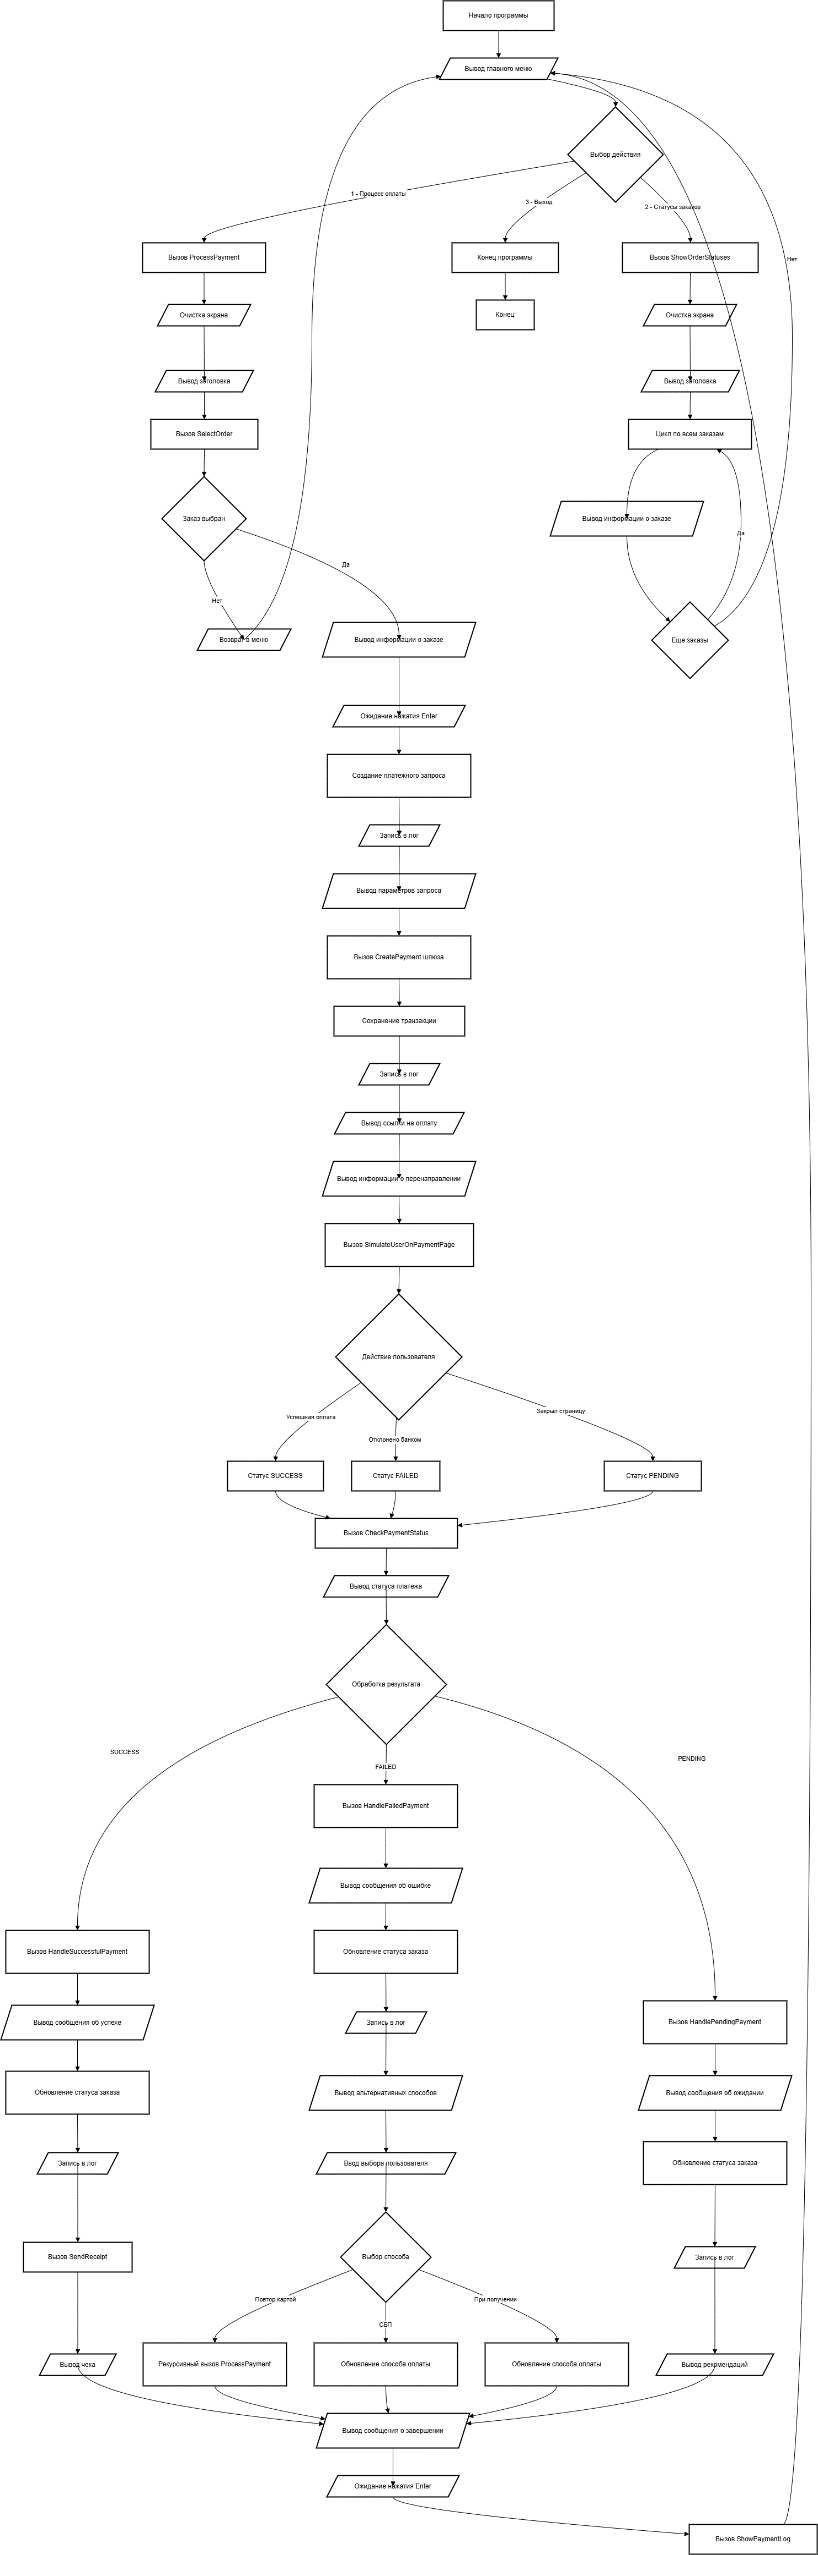 Начало программы
Вывод главного меню
Выбор действия
1 - Процесс оплаты
3 - Выход
2 - Статусы заказов
Вызов ProcessPayment
Конец программы
Вызов ShowOrderStatuses
Нет
Очистка экрана
Конец
Очистка экрана
Вывод заголовка
Вывод заголовка
Вызов SelectOrder
Цикл по всем заказам
Заказ выбран
Вывод информации о заказе
Да
Да
Нет
Возврат в меню
Вывод информации о заказе
Еще заказы
Ожидание нажатия Enter
Создание платежного запроса
Запись в лог
Вывод параметров запроса
Вызов CreatePayment шлюза
Сохранение транзакции
Запись в лог
Вывод ссылки на оплату
Вывод информации о перенаправлении
Вызов SimulateUserOnPaymentPage
Действие пользователя
Успешная оплата
Отклонено банком
Закрыл страницу
Статус SUCCESS
Статус FAILED
Статус PENDING
Вызов CheckPaymentStatus
Вывод статуса платежа
Обработка результата
SUCCESS
FAILED
PENDING
Вызов HandleFailedPayment
Вывод сообщения об ошибке
Вызов HandleSuccessfulPayment
Обновление статуса заказа
Вывод сообщения об успехе
Запись в лог
Вызов HandlePendingPayment
Обновление статуса заказа
Вывод альтернативных способов
Вывод сообщения об ожидании
Запись в лог
Ввод выбора пользователя
Обновление статуса заказа
Вызов SendReceipt
Выбор способа
Запись в лог
Повтор картой
СБП
При получении
Вывод чека
Рекурсивный вызов ProcessPayment
Обновление способа оплаты
Обновление способа оплаты
Вывод рекрмендаций
Вывод сообщения о завершении
Ожидание нажатия Enter
Вызов ShowPaymentLog